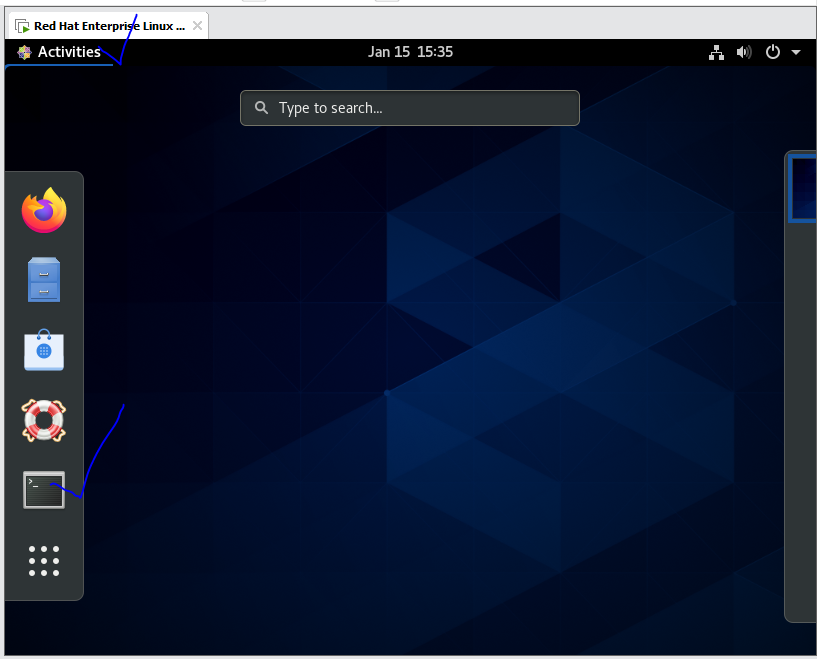 Red Hat Enterprise Linux ...
Activities
Jan 15 15:35
Type to search...
>_